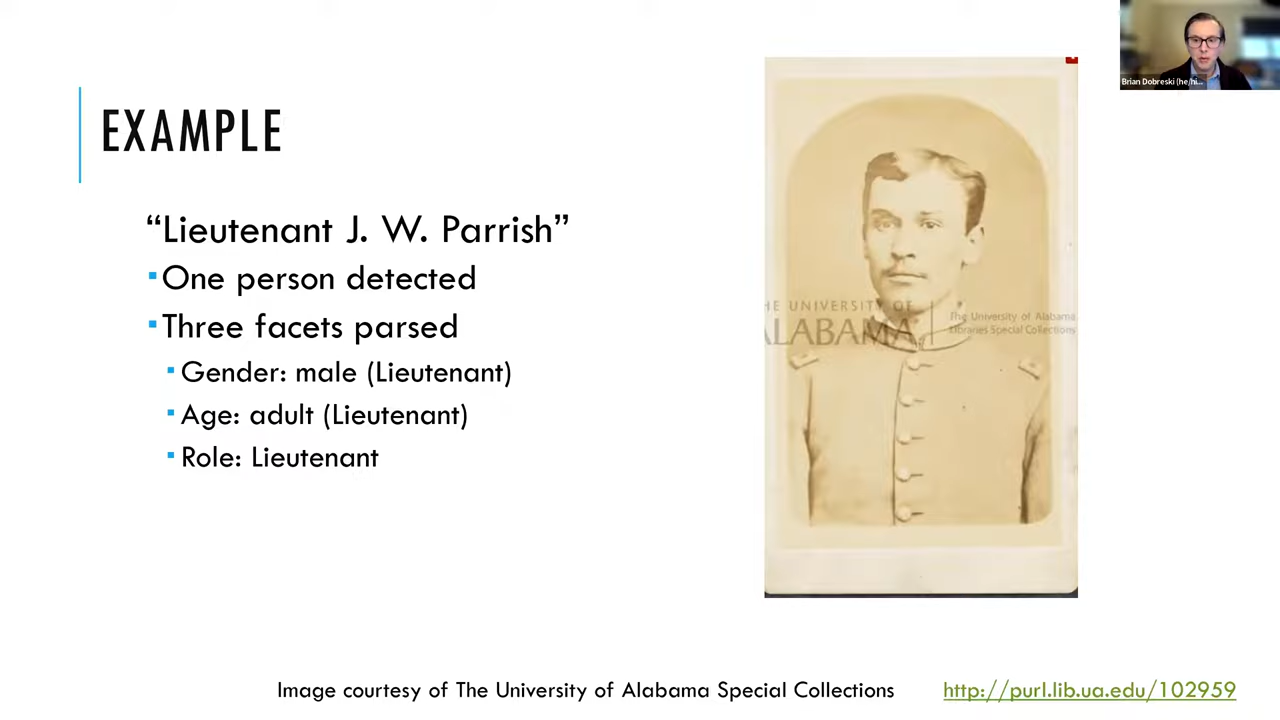 Brian Dobreski (he/hi...
EXAMPLE
“Lieutenant J. W. Parrish”
One person detected
Three facets parsed
Gender: male (Lieutenant)
Age: adult (Lieutenant)
Role: Lieutenant
THE UNIVERSITY OF
ALABAMA
The University of Alabama
Libraries Special Collections
Image courtesy of The University of Alabama Special Collections
http://purl.lib.ua.edu/102959